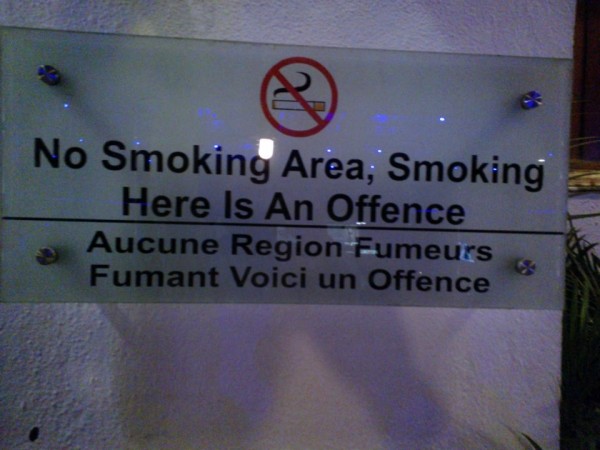 No Smoking Area, Smoking
Here Is An Offence
Aucune Region Fumeurs
Fumant Voici un Offence